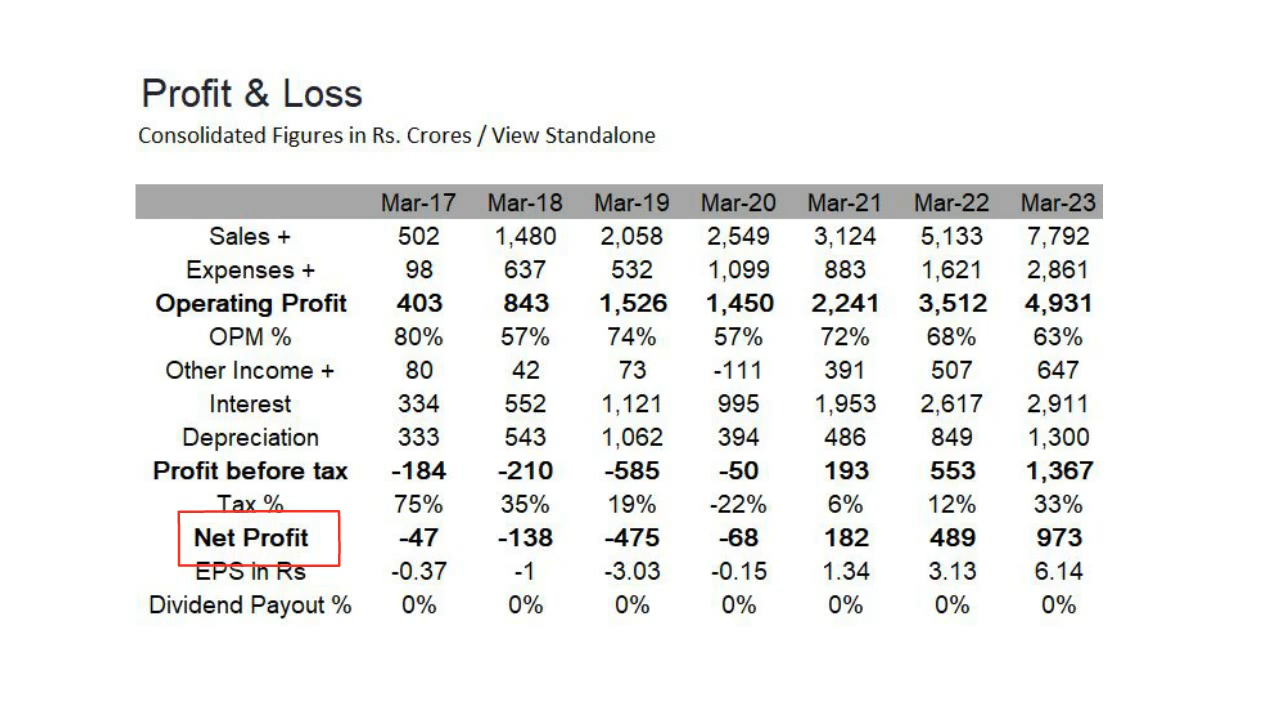 Profit & Loss
Consolidated Figures in Rs. Crores / View Standalone
Mar-17 Mar-18 Mar-19 Mar-20 Mar-21 Mar-22 Mar-23
Sales + 502 1,480 2,058 2,549 3,124 5,133 7,792
Expenses + 98 637 532 1,099 883 1,621 2,861
Operating Profit 403 843 1,526 1,450 2,241 3,512 4,931
OPM % 80% 57% 74% 57% 72% 68% 63%
Other Income + 80 42 73 -111 391 507 647
Interest 334 552 1,121 995 1,953 2,617 2,911
Depreciation 333 543 1,062 394 486 849 1,300
Profit before tax -184 -210 -585 -50 193 553 1,367
Tax % 75% 35% 19% -22% 6% 12% 33%
Net Profit -47 -138 -475 -68 182 489 973
EPS in Rs -0.37 -1 -3.03 -0.15 1.34 3.13 6.14
Dividend Payout % 0% 0% 0% 0% 0% 0% 0%